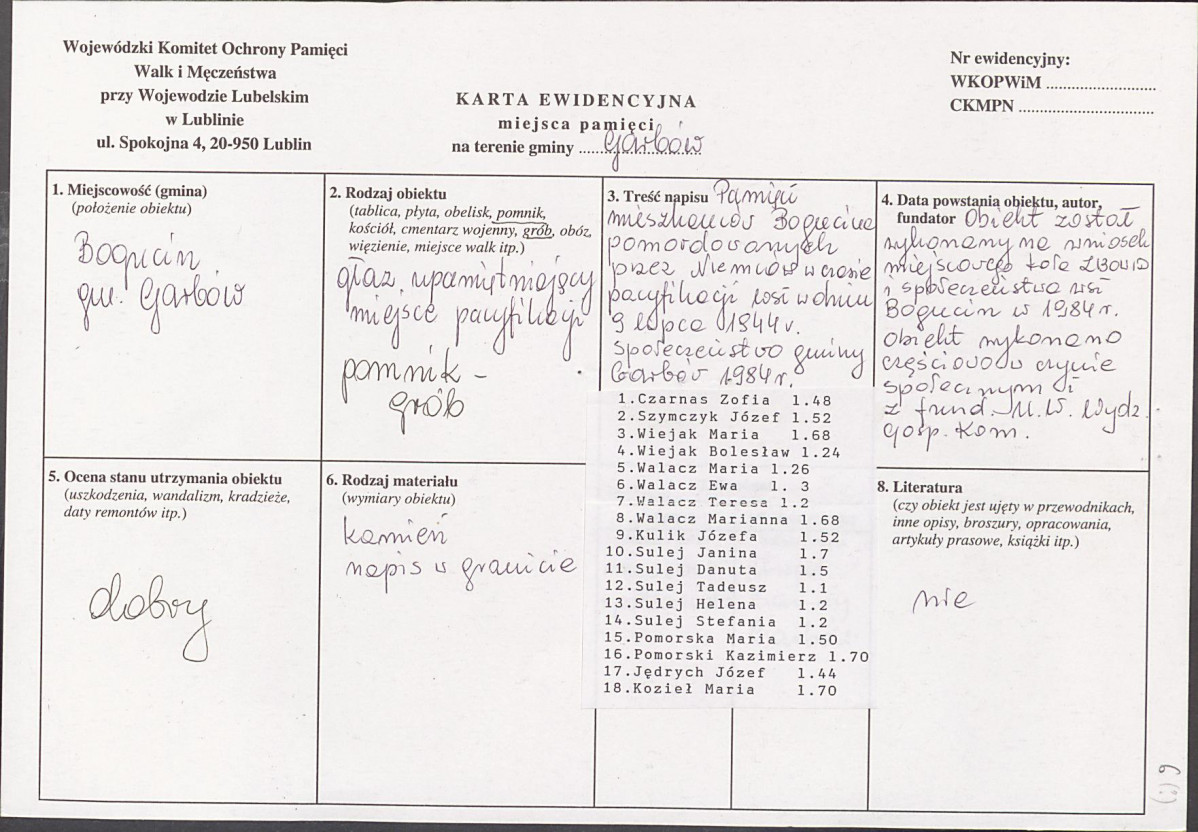 Wojewódzki Komitet Ochrony Pamięci
Walk i Męczeństwa
przy Wojewodzie Lubelskim
w Lublinie
ul. Spokojna 4, 20-950 Lublin
KARTA EWIDENCYJNA
miejsca pamięci
na terenie gminy ......Garbów
Nr ewidencyjny:
WKOPWiM ...........................
CKMPN .................................
1. Miejscowość (gmina)
(położenie obiektu)
Bogucin
gm. Garbów
2. Rodzaj obiektu
(tablica, płyta, obelisk, pomnik,
kościół, cmentarz wojenny, grób, obóz,
więzienie, miejsce walk itp.)
głaz, upamiętniający
miejsce pacyfikacji
pomnik -
grób
3. Treść napisu Pamięci
mieszkańców Bogucina
pomordowanych
przez Niemców w czasie
pacyfikacji wsi w dniu
9 lipca 1944 r.
społeczeństwo gminy
Garbów 1984 r.
1.Czarnas Zofia 1.48
2.Szymczyk Józef 1.52
3.Wiejak Maria 1.68
4.Wiejak Bolesław 1.24
5.Walacz Maria 1.26
6.Walacz Ewa 1. 3
7.Walacz Teresa 1.2
8.Walacz Marianna 1.68
9.Kulik Józefa 1.52
10.Sulej Janina 1.7
11.Sulej Danuta 1.5
12.Sulej Tadeusz 1.1
13.Sulej Helena 1.2
14.Sulej Stefania 1.2
15.Pomorska Maria 1.50
16.Pomorski Kazimierz 1.70
17.Jędrych Józef 1.44
18.Kozieł Maria 1.70
4. Data powstania obiektu, autor,
fundator Obiekt został
wykonany na wniosek
miejscowego koła ZBOWID
i społeczeństwa wsi
Bogucin w 1984 r.
Obiekt wykonano
częściowo w czynie
społecznym i
z fund. U.W. Wydz.
Gosp. Kom.
5. Ocena stanu utrzymania obiektu
(uszkodzenia, wandalizm, kradzieże,
daty remontów itp.)
dobry
6. Rodzaj materiału
(wymiary obiektu)
kamień
napis w granicie
8. Literatura
(czy obiekt jest ujęty w przewodnikach,
inne opisy, broszury, opracowania,
artykuły prasowe, książki itp.)
nie